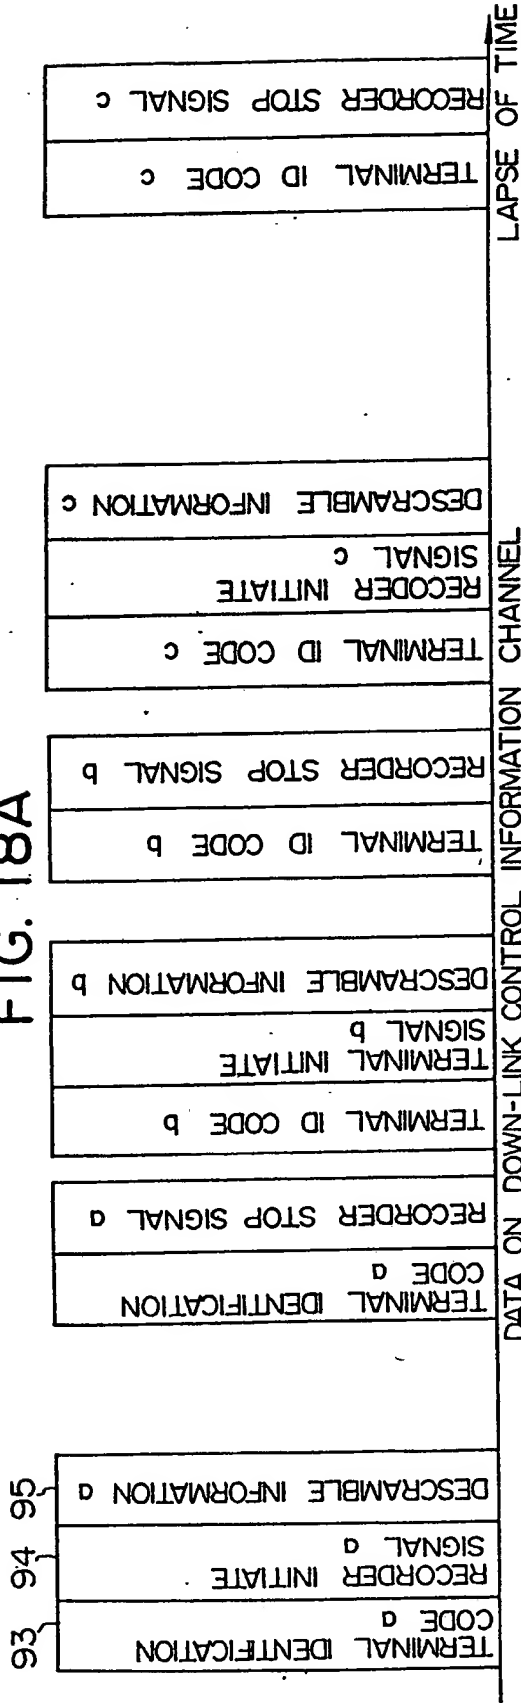 FIG. 18A
93
94
95
TERMINAL IDENTIFICATION
CODE a
RECORDER INITIATE
SIGNAL a
DESCRAMBLE INFORMATION a
TERMINAL IDENTIFICATION
CODE a
RECORDER STOP SIGNAL a
TERMINAL ID CODE b
TERMINAL INITIATE
SIGNAL b
DESCRAMBLE INFORMATION b
TERMINAL ID CODE b
RECORDER STOP SIGNAL b
TERMINAL ID CODE c
RECORDER INITIATE
SIGNAL c
DESCRAMBLE INFORMATION c
TERMINAL ID CODE c
RECORDER STOP SIGNAL c
DATA ON DOWN-LINK CONTROL INFORMATION CHANNEL
LAPSE OF TIME